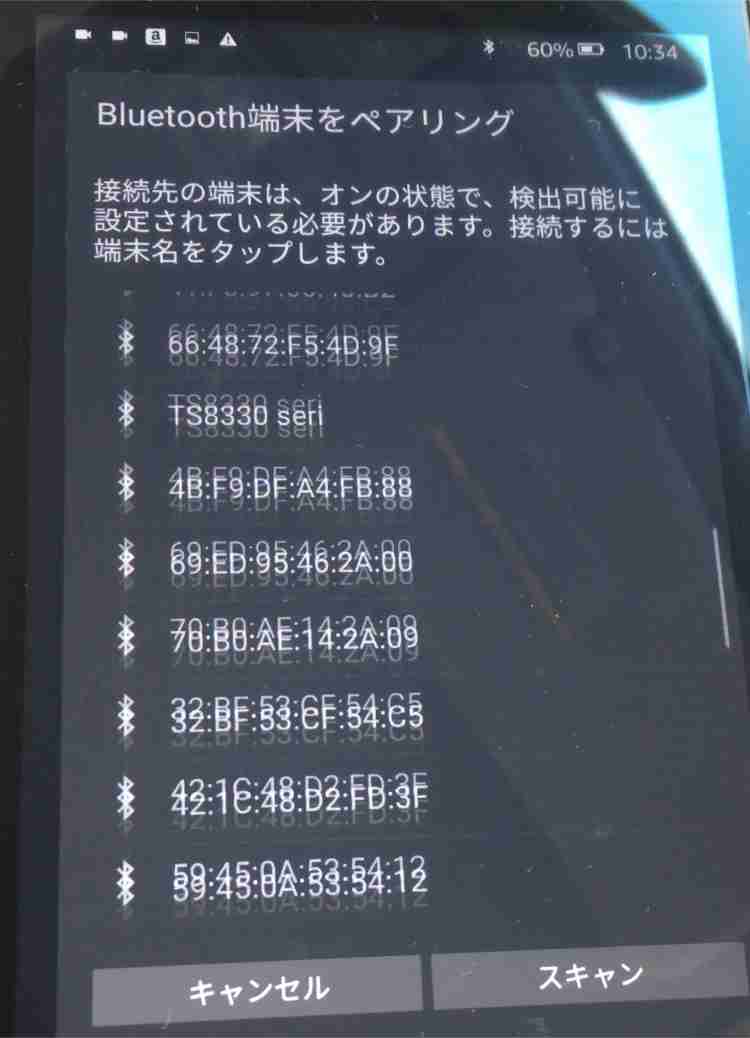 60% 10:34
Bluetooth端末をペアリング
接続先の端末は、オンの状態で、検出可能に
設定されている必要があります。接続するには
端末名をタップします。
66:48:72:F5:4D:9F
TS8330 seri
4B:F9:DF:A4:FB:88
69:ED:95:46:2A:00
70:B0:AE:14:2A:09
32:BF:53:CF:54:C5
42:1C:48:D2:FD:3F
59:45:0A:53:54:12
キャンセル スキャン